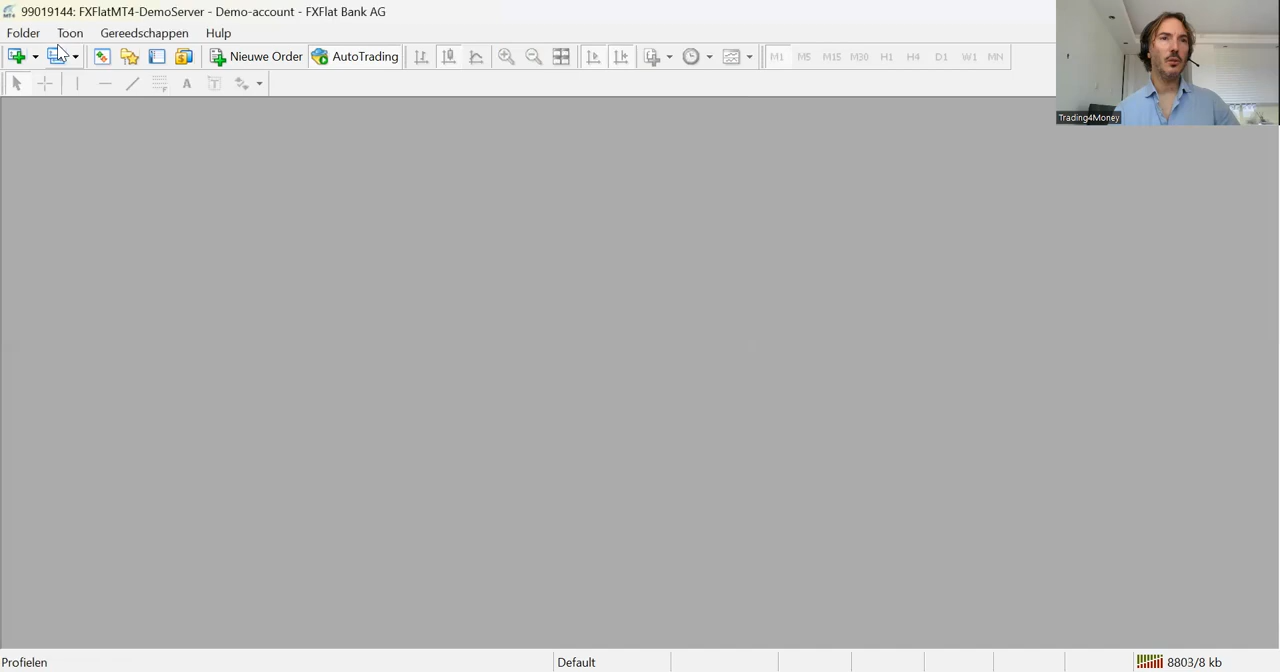 99019144: FXFlatMT4-DemoServer - Demo-account - FXFlat Bank AG
Folder Toon Gereedschappen Hulp
Nieuwe Order AutoTrading M1 M5 M15 M30 H1 H4 D1 W1 MN
A T
Trading4Money
Profielen Default 8803/8 kb